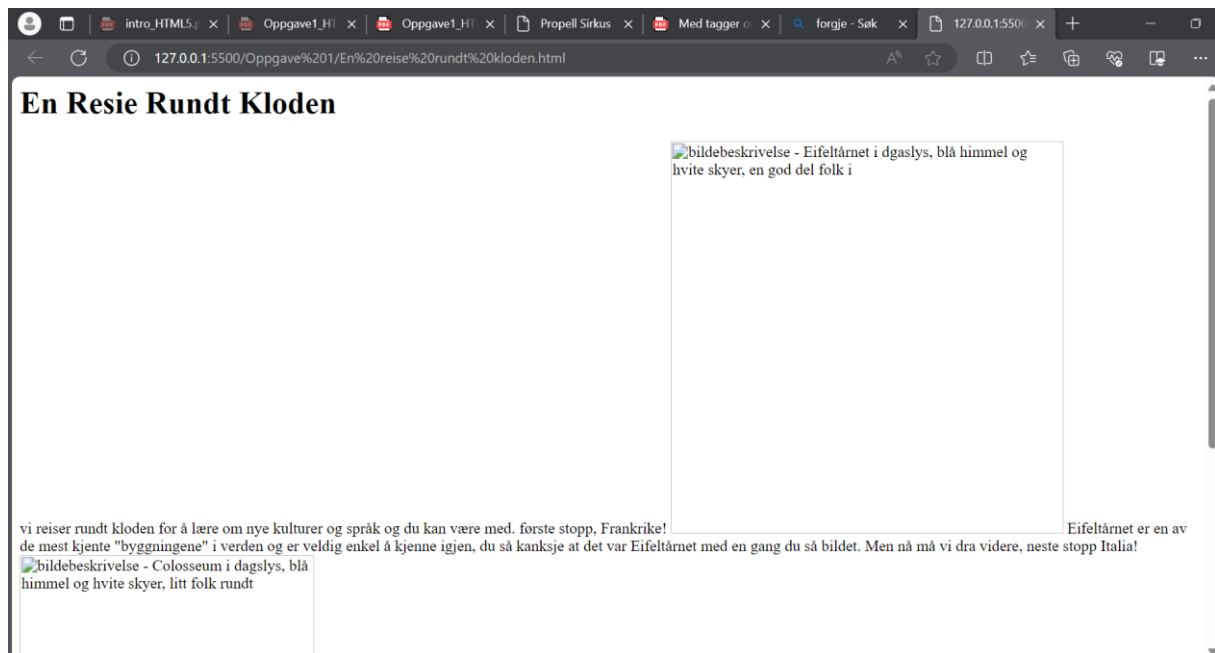 intro_HTML5.p
Oppgave1_HT
Oppgave1_HT
Propell Sirkus
Med tagger o
forgje - Søk
127.0.0.1:5500
127.0.0.1:5500/Oppgave%201/En%20reise%20rundt%20kloden.html
En Resie Rundt Kloden
bildebeskrivelse - Eifeltårnet i dgaslys, blå himmel og
hvite skyer, en god del folk i
vi reiser rundt kloden for å lære om nye kulturer og språk og du kan være med. første stopp, Frankrike! Eifeltårnet er en av
de mest kjente "byggningene" i verden og er veldig enkel å kjenne igjen, du så kanksje at det var Eifeltårnet med en gang du så bildet. Men nå må vi dra videre, neste stopp Italia!
bildebeskrivelse - Colosseum i dagslys, blå
himmel og hvite skyer, litt folk rundt